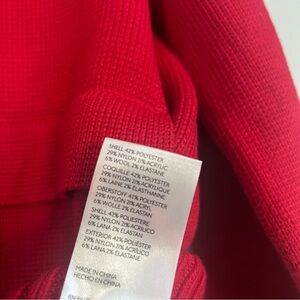 SHELL 42% POLYESTER
29% NYLON 21% ACRYLIC
6% WOOL 2% ELASTANE
COQUILLE 42% POLYESTER
29% NYLON 21% ACRYLIQUE
6% LAINE 2% ELASTHANNE
OBERSTOFF 42% POLYESTER
29% NYLON 21% ACRYL
6% WOLLE 2% ELASTAN
SHELL 42% POLIESTERE
29% NYLON 21% ACRILICO
6% LANA 2% ELASTAN
EXTERIOR 42% POLIESTER
29% NYLON 21% ACRILICO
6% LANA 2% ELASTANE
MADE IN CHINA
HECHO EN CHINA